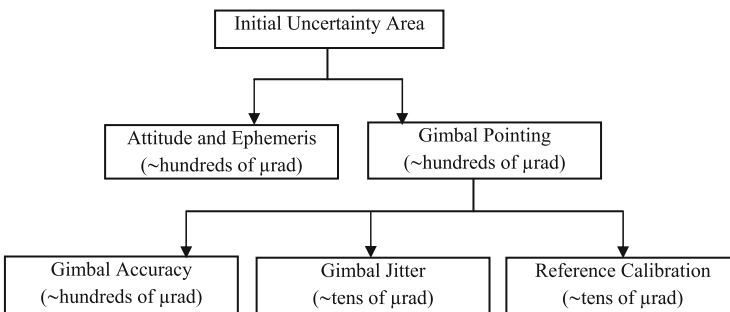 Initial Uncertainty Area
Attitude and Ephemeris
(~hundreds of µrad)
Gimbal Pointing
(~hundreds of µrad)
Gimbal Accuracy
(~hundreds of µrad)
Gimbal Jitter
(~tens of µrad)
Reference Calibration
(~tens of µrad)